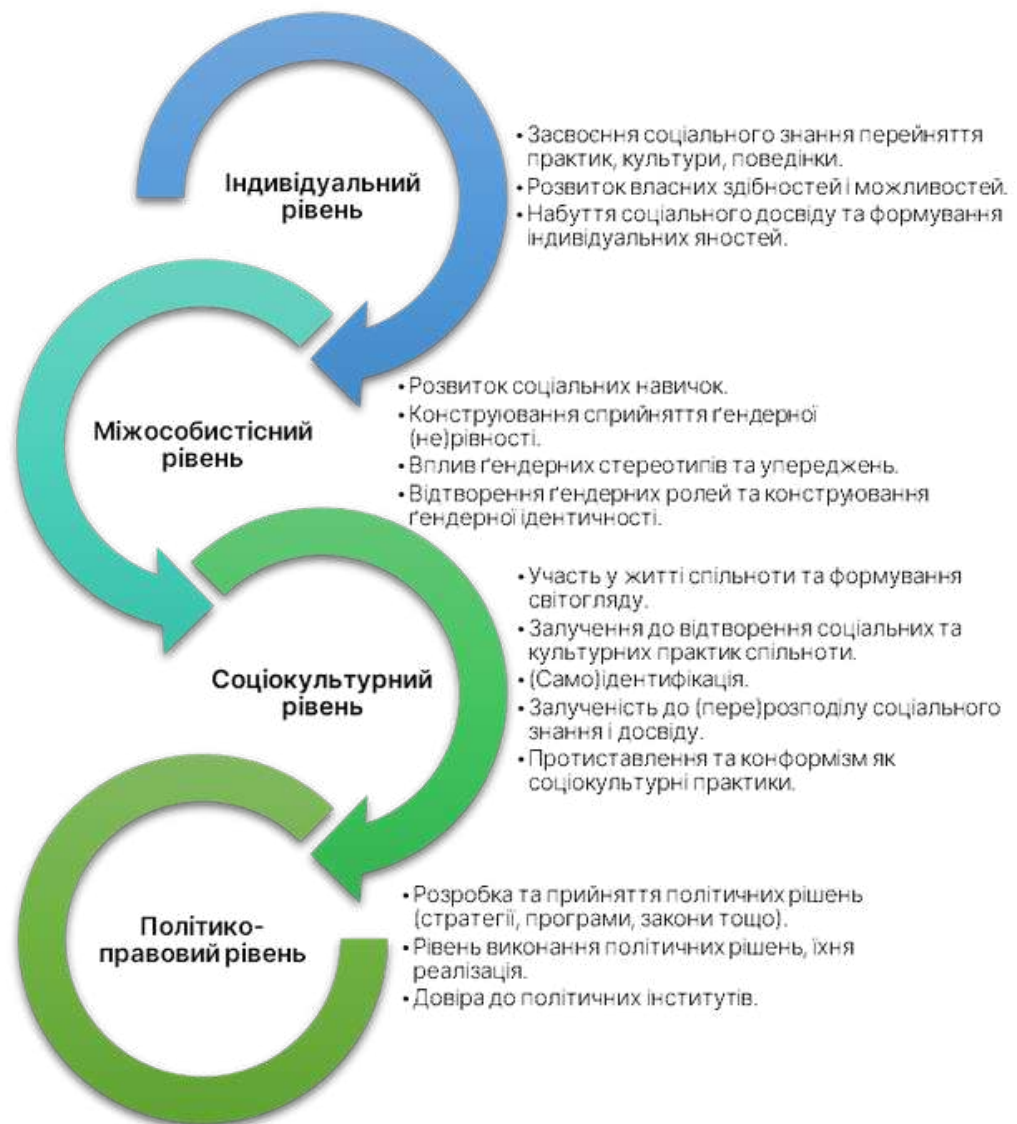 Індивідуальний
рівень
• Засвоєння соціального знання перейняття
практик, культури, поведінки.
• Розвиток власних здібностей і можливостей.
• Набуття соціального досвіду та формування
індивідуальних яностей.
Міжособистісний
рівень
• Розвиток соціальних навичок.
• Конструювання сприйняття ґендерної
(не)рівності.
• Вплив ґендерних стереотипів та упереджень.
• Відтворення ґендерних ролей та конструювання
ґендерної ідентичності.
Соціокультурний
рівень
• Участь у житті спільноти та формування
світогляду.
• Залучення до відтворення соціальних та
культурних практик спільноти.
• (Само)ідентифікація.
• Залученість до (пере)розподілу соціального
знання і досвіду.
• Протиставлення та конформізм як
соціокультурні практики.
Політико-
правовий рівень
• Розробка та прийняття політичних рішень
(стратегії, програми, закони тощо).
• Рівень виконання політичних рішень, їхня
реалізація.
• Довіра до політичних інститутів.